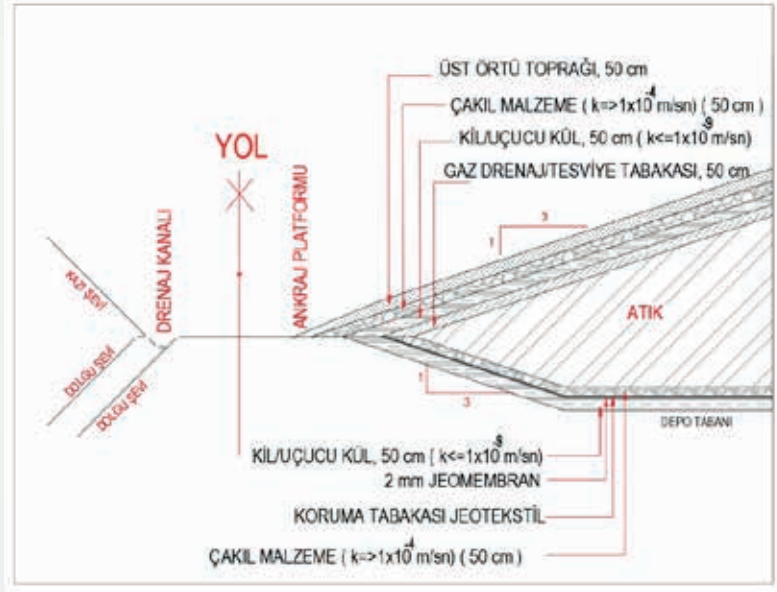 ÜST ÖRTÜ TOPRAĞI, 50 cm
ÇAKIL MALZEME ( k=>1x10⁻⁴ m/sn) ( 50 cm )
KİL/UÇUCU KÜL, 50 cm ( k<=1x10⁻⁹ m/sn)
GAZ DRENAJ/TESVİYE TABAKASI, 50 cm
YOL
DRENAJ KANALI
ANKRAJ PLATFORMU
KAZI ŞEVİ
DOLGU ŞEVİ
DOLGU ŞEVİ
3
1
ATIK
1
3
DEPO TABANI
KİL/UÇUCU KÜL, 50 cm ( k<=1x10⁻⁹ m/sn)
2 mm JEOMEMBRAN
KORUMA TABAKASI JEOTEKSTİL
ÇAKIL MALZEME ( k=>1x10⁻⁴ m/sn) ( 50 cm )